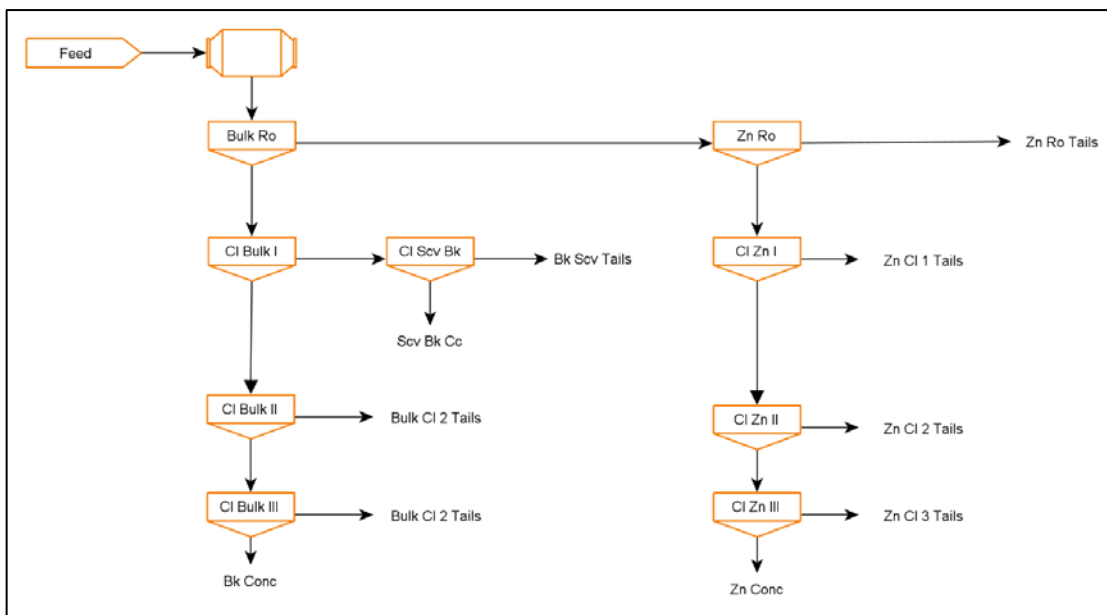 Feed
Bulk Ro
Zn Ro
Zn Ro Tails
Cl Bulk I
Cl Scv Bk
Bk Scv Tails
Cl Zn I
Zn Cl 1 Tails
Scv Bk Cc
Cl Bulk II
Bulk Cl 2 Tails
Cl Zn II
Zn Cl 2 Tails
Cl Bulk III
Bulk Cl 2 Tails
Cl Zn III
Zn Cl 3 Tails
Bk Conc
Zn Conc